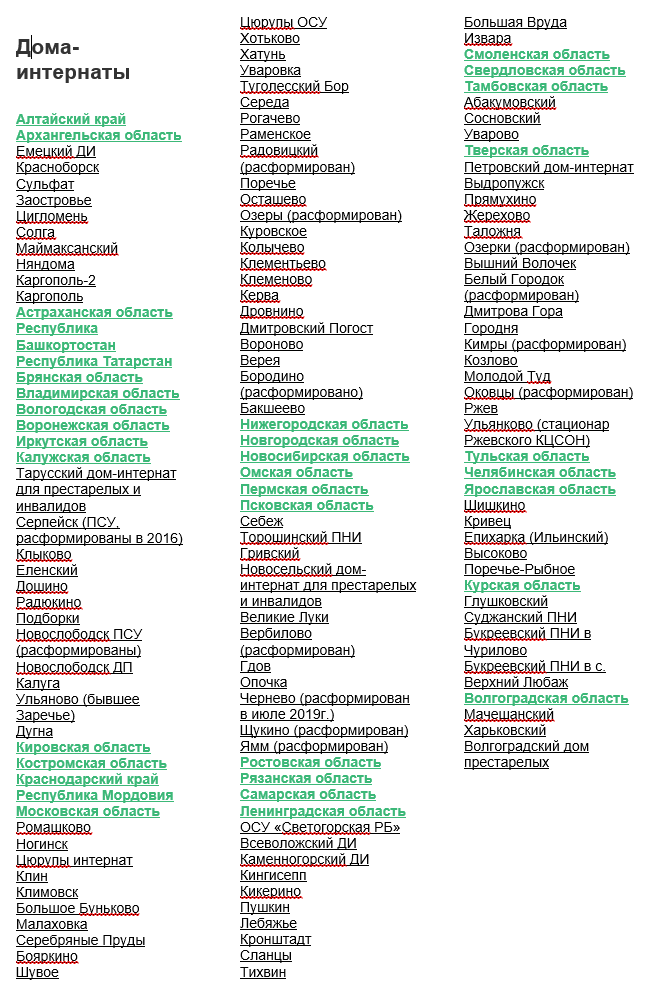 Дома-
интернаты
Алтайский край
Архангельская область
Емецкий ДИ
Красноборск
Сульфат
Заостровье
Цигломень
Солга
Маймаксанский
Няндома
Каргополь-2
Каргополь
Астраханская область
Республика
Башкортостан
Республика Татарстан
Брянская область
Владимирская область
Вологодская область
Воронежская область
Иркутская область
Калужская область
Тарусский дом-интернат
для престарелых и
инвалидов
Серпейск (ПСУ,
расформированы в 2016)
Клыково
Еленский
Дошино
Радюкино
Подборки
Новослободск ПСУ
(расформированы)
Новослободск ДП
Калуга
Ульяново (бывшее
Заречье)
Дугна
Кировская область
Костромская область
Краснодарский край
Республика Мордовия
Московская область
Ромашково
Ногинск
Цюрупы интернат
Клин
Климовск
Большое Буньково
Малаховка
Серебряные Пруды
Бояркино
Шувое
Цюрупы ОСУ
Хотьково
Хатунь
Уваровка
Туголесский Бор
Середа
Рогачево
Раменское
Радовицкий
(расформирован)
Поречье
Осташево
Озеры (расформирован)
Куровское
Колычево
Клементьево
Клеменово
Керва
Дровнино
Дмитровский Погост
Вороново
Верея
Бородино
(расформировано)
Бакшеево
Нижегородская область
Новгородская область
Новосибирская область
Омская область
Пермская область
Псковская область
Себеж
Торошинский ПНИ
Гривский
Новосельский дом-
интернат для престарелых
и инвалидов
Великие Луки
Вербилово
(расформирован)
Гдов
Опочка
Чернево (расформирован
в июле 2019г.)
Щукино (расформирован)
Ямм (расформирован)
Ростовская область
Рязанская область
Самарская область
Ленинградская область
ОСУ «Светогорская РБ»
Всеволожский ДИ
Каменногорский ДИ
Кингисепп
Кикерино
Пушкин
Лебяжье
Кронштадт
Сланцы
Тихвин
Большая Вруда
Извара
Смоленская область
Свердловская область
Тамбовская область
Абакумовский
Сосновский
Уварово
Тверская область
Петровский дом-интернат
Выдропужск
Прямухино
Жерехово
Таложня
Озерки (расформирован)
Вышний Волочек
Белый Городок
(расформирован)
Дмитрова Гора
Городня
Кимры (расформирован)
Козлово
Молодой Туд
Оковцы (расформирован)
Ржев
Ульянково (стационар
Ржевского КЦСОН)
Тульская область
Челябинская область
Ярославская область
Шишкино
Кривец
Епихарка (Ильинский)
Высоково
Поречье-Рыбное
Курская область
Глушковский
Суджанский ПНИ
Букреевский ПНИ в
Чурилово
Букреевский ПНИ в с.
Верхний Любаж
Волгоградская область
Мачешанский
Харьковский
Волгоградский дом
престарелых